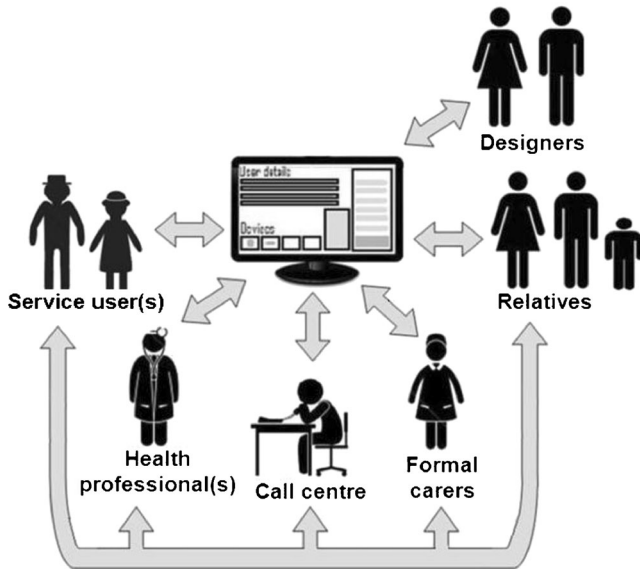 Designers
User details
Devices
Service user(s)
Relatives
Health
professional(s)
Call centre
Formal
carers